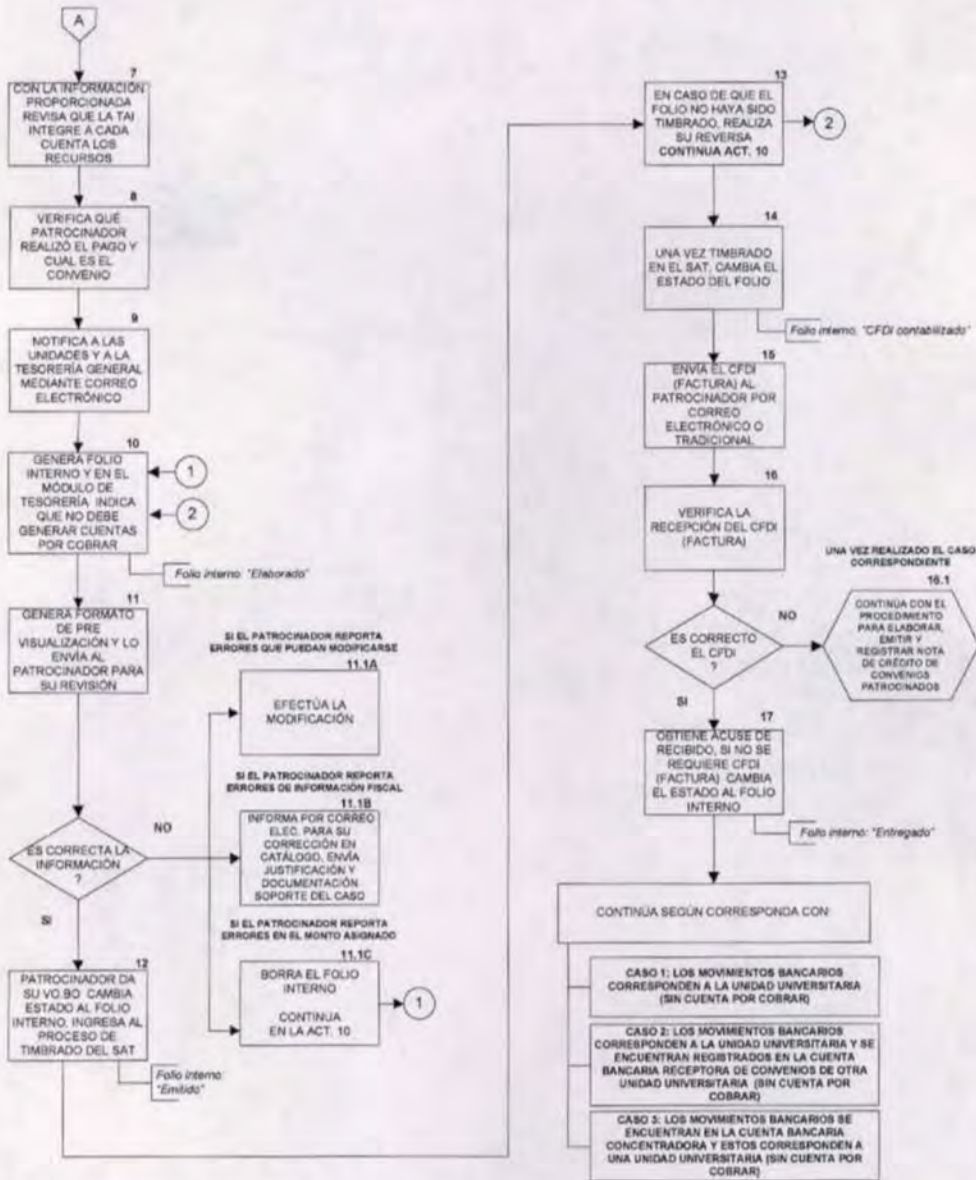 A
7
CON LA INFORMACIÓN
PROPORCIONADA
REVISA QUE LA TAI
INTEGRE A CADA
CUENTA LOS
RECURSOS
8
VERIFICA QUÉ
PATROCINADOR
REALIZÓ EL PAGO Y
CUAL ES EL
CONVENIO
9
NOTIFICA A LAS
UNIDADES Y A LA
TESORERÍA GENERAL
MEDIANTE CORREO
ELECTRÓNICO
10
GENERA FOLIO
INTERNO Y EN EL
MÓDULO DE
TESORERÍA INDICA
QUE NO DEBE
GENERAR CUENTAS
POR COBRAR
1
2
Folio interno: "Elaborado"
11
GENERA FORMATO
DE PRE
VISUALIZACIÓN Y LO
ENVÍA AL
PATROCINADOR PARA
SU REVISIÓN
ES CORRECTA LA
INFORMACIÓN
?
NO
SI
SI EL PATROCINADOR REPORTA
ERRORES QUE PUEDAN MODIFICARSE
11.1A
EFECTÚA LA
MODIFICACIÓN
SI EL PATROCINADOR REPORTA
ERRORES DE INFORMACIÓN FISCAL
11.1B
INFORMA POR CORREO
ELEC. PARA SU
CORRECCIÓN EN
CATÁLOGO, ENVÍA
JUSTIFICACIÓN Y
DOCUMENTACIÓN
SOPORTE DEL CASO
SI EL PATROCINADOR REPORTA
ERRORES EN EL MONTO ASIGNADO
11.1C
BORRA EL FOLIO
INTERNO
CONTINUA
EN LA ACT. 10
1
12
PATROCINADOR DA
SU VO.BO CAMBIA
ESTADO AL FOLIO
INTERNO, INGRESA AL
PROCESO DE
TIMBRADO DEL SAT
Folio interno:
"Emitido"
13
EN CASO DE QUE EL
FOLIO NO HAYA SIDO
TIMBRADO, REALIZA
SU REVERSA
CONTINUA ACT. 10
2
14
UNA VEZ TIMBRADO
EN EL SAT, CAMBIA EL
ESTADO DEL FOLIO
Folio interno: "CFDI contabilizado"
15
ENVÍA EL CFDI
(FACTURA) AL
PATROCINADOR POR
CORREO
ELECTRÓNICO O
TRADICIONAL
16
VERIFICA LA
RECEPCIÓN DEL CFDI
(FACTURA)
ES CORRECTO
EL CFDI
?
NO
SI
UNA VEZ REALIZADO EL CASO
CORRESPONDIENTE
16.1
CONTINÚA CON EL
PROCEDIMIENTO
PARA ELABORAR,
EMITIR Y
REGISTRAR NOTA
DE CRÉDITO DE
CONVENIOS
PATROCINADOS
17
OBTIENE ACUSE DE
RECIBIDO, SI NO SE
REQUIERE CFDI
(FACTURA) CAMBIA
EL ESTADO AL FOLIO
INTERNO
Folio interno: "Entregado"
CONTINÚA SEGÚN CORRESPONDA CON:
CASO 1: LOS MOVIMIENTOS BANCARIOS
CORRESPONDEN A LA UNIDAD UNIVERSITARIA
(SIN CUENTA POR COBRAR)
CASO 2: LOS MOVIMIENTOS BANCARIOS
CORRESPONDEN A LA UNIDAD UNIVERSITARIA Y SE
ENCUENTRAN REGISTRADOS EN LA CUENTA
BANCARIA RECEPTORA DE CONVENIOS DE OTRA
UNIDAD UNIVERSITARIA (SIN CUENTA POR
COBRAR)
CASO 3: LOS MOVIMIENTOS BANCARIOS SE
ENCUENTRAN EN LA CUENTA BANCARIA
CONCENTRADORA Y ESTOS CORRESPONDEN A
UNA UNIDAD UNIVERSITARIA (SIN CUENTA POR
COBRAR)